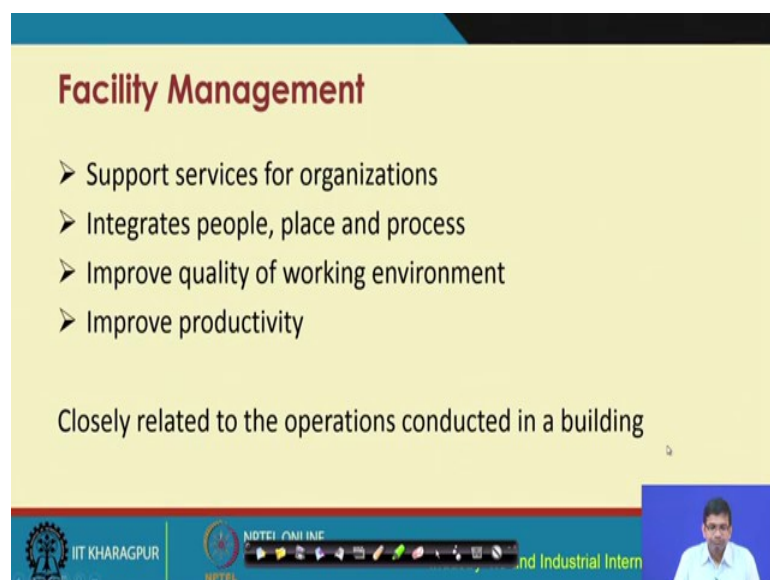 Facility Management
➤ Support services for organizations
➤ Integrates people, place and process
➤ Improve quality of working environment
➤ Improve productivity
Closely related to the operations conducted in a building
IIT KHARAGPUR
NPTEL ONLINE
NPTEL
nd Industrial Intern